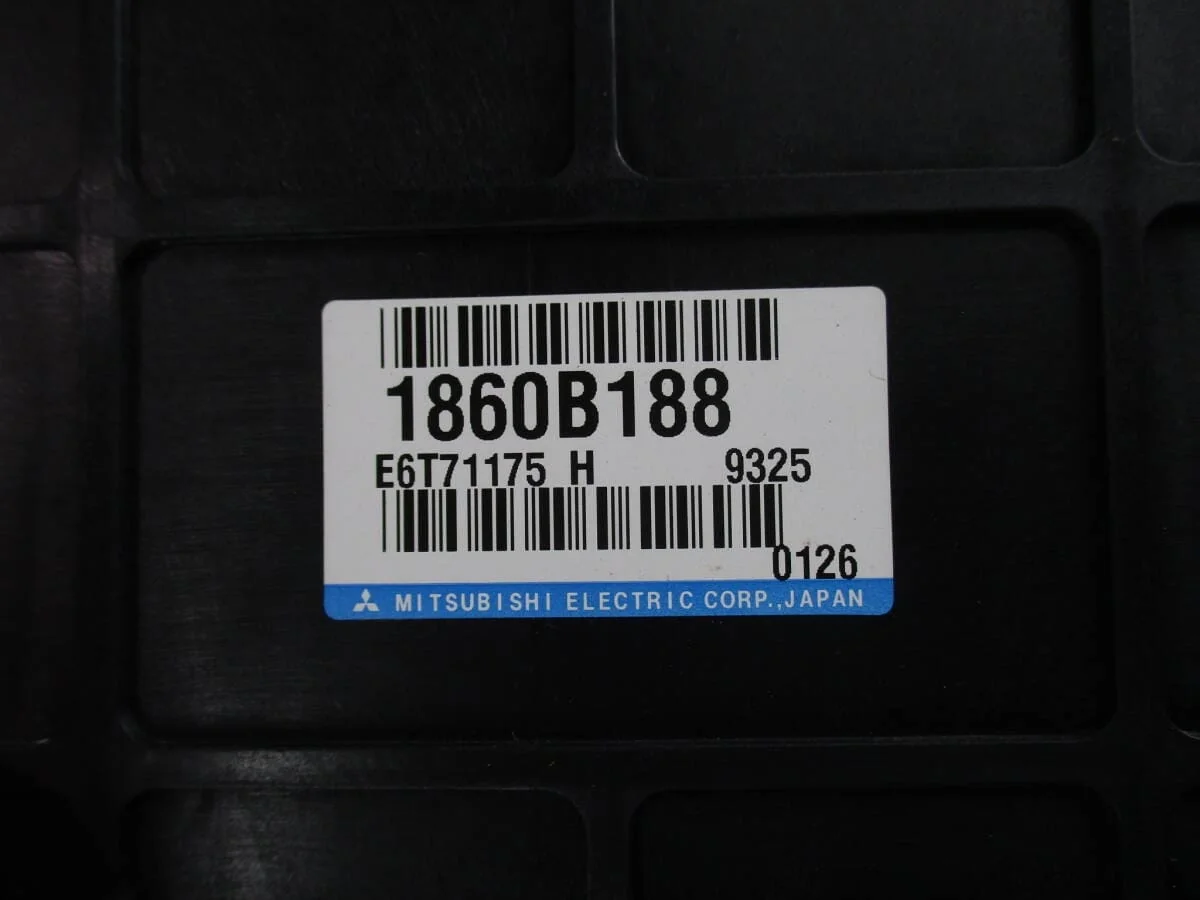 1860B188
E6T71175 H 9325
0126
MITSUBISHI ELECTRIC CORP.,JAPAN